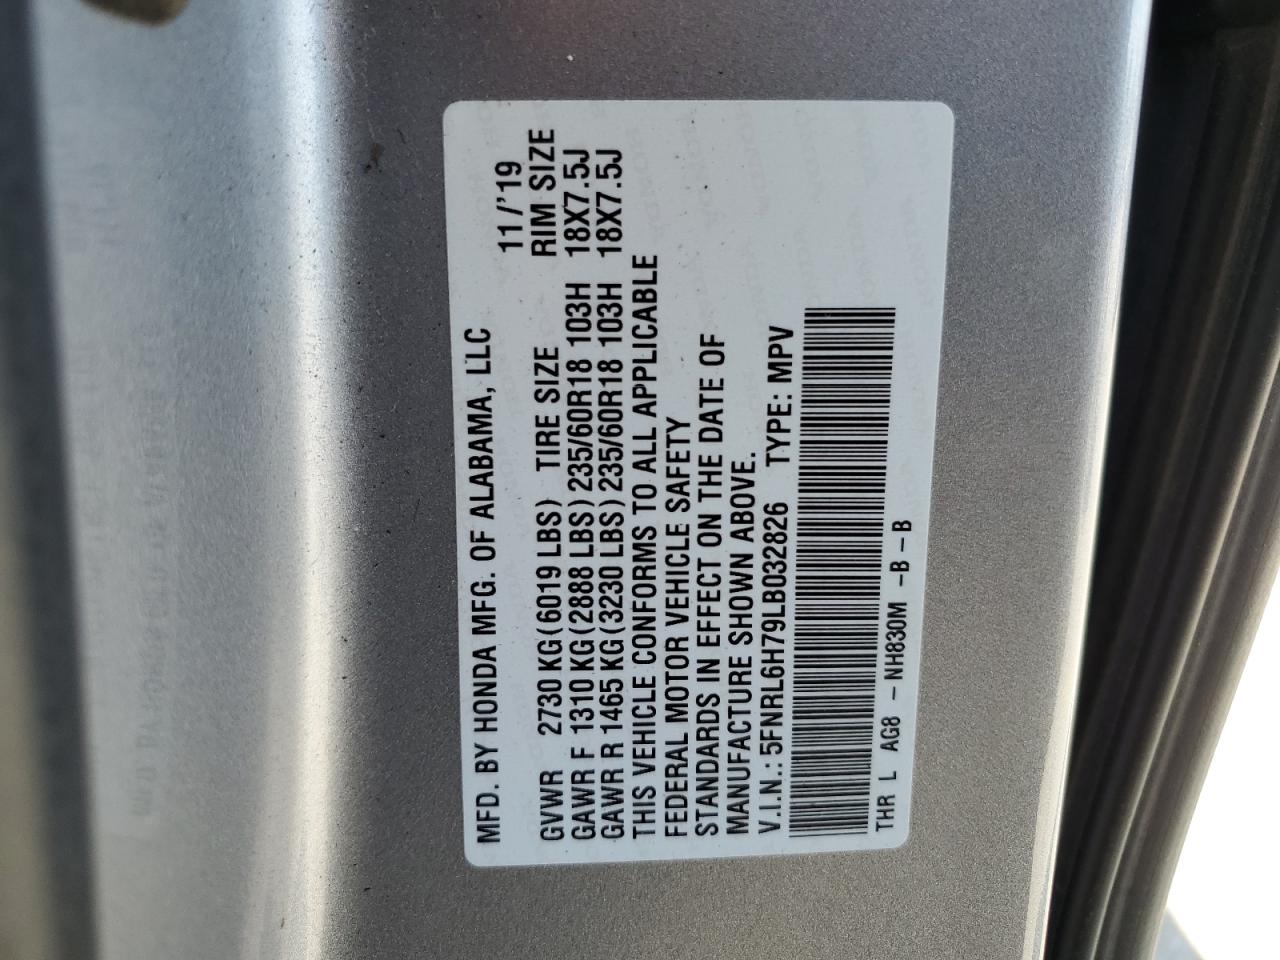 MFD. BY HONDA MFG. OF ALABAMA, LLC 11/'19
GVWR 2730 KG(6019 LBS) TIRE SIZE RIM SIZE
GAWR F 1310 KG(2888 LBS) 235/60R18 103H 18X7.5J
GAWR R 1465 KG(3230 LBS) 235/60R18 103H 18X7.5J
THIS VEHICLE CONFORMS TO ALL APPLICABLE
FEDERAL MOTOR VEHICLE SAFETY
STANDARDS IN EFFECT ON THE DATE OF
MANUFACTURE SHOWN ABOVE.
V.I.N.: 5FNRL6H79LB032826 TYPE: MPV
THR L AG8 - NH830M -B-B